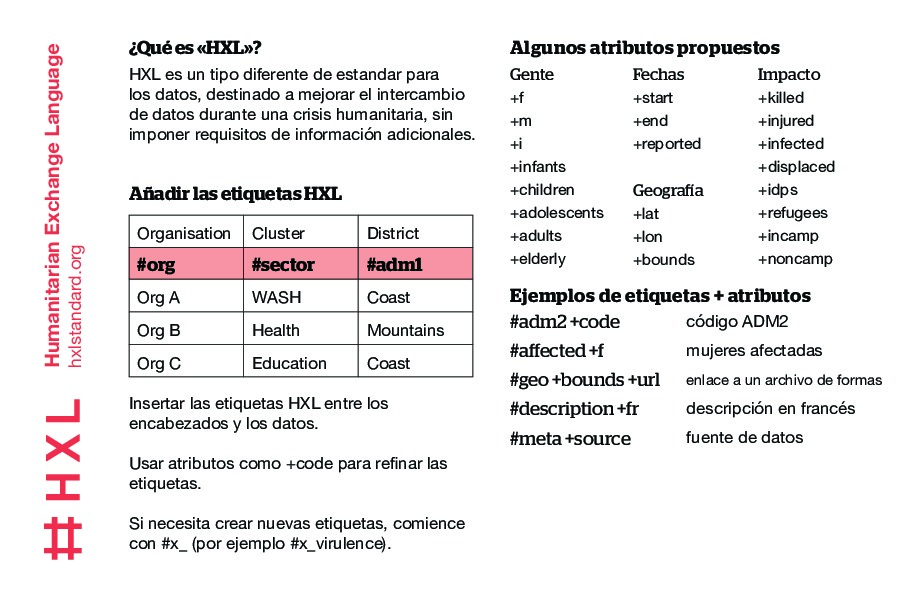 #HXL
Humanitarian Exchange Language
hxlstandard.org
¿Qué es «HXL»?
HXL es un tipo diferente de estandar para
los datos, destinado a mejorar el intercambio
de datos durante una crisis humanitaria, sin
imponer requisitos de información adicionales.
Añadir las etiquetas HXL
Organisation Cluster District
#org #sector #adm1
Org A WASH Coast
Org B Health Mountains
Org C Education Coast
Insertar las etiquetas HXL entre los
encabezados y los datos.
Usar atributos como +code para refinar las
etiquetas.
Si necesita crear nuevas etiquetas, comience
con #x_ (por ejemplo #x_virulence).
Algunos atributos propuestos
Gente
+f
+m
+i
+infants
+children
+adolescents
+adults
+elderly
Fechas
+start
+end
+reported
Geografía
+lat
+lon
+bounds
Impacto
+killed
+injured
+infected
+displaced
+idps
+refugees
+incamp
+noncamp
Ejemplos de etiquetas + atributos
#adm2 +code código ADM2
#affected +f mujeres afectadas
#geo +bounds +url enlace a un archivo de formas
#description +fr descripción en francés
#meta +source fuente de datos